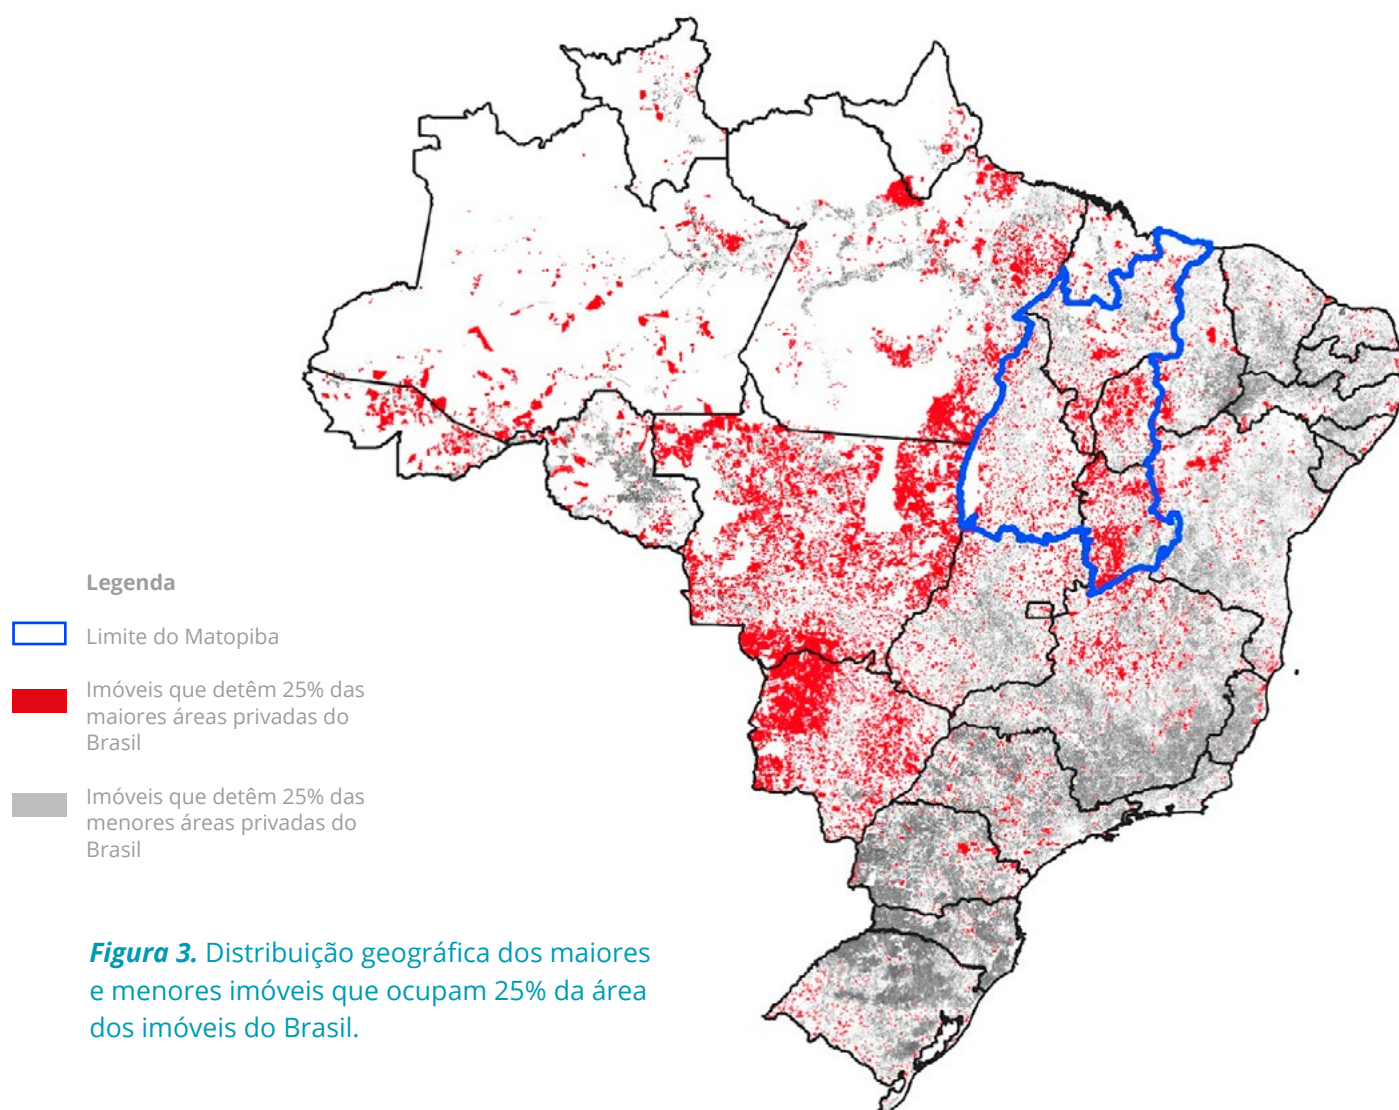 Legenda
Limite do Matopiba
Imóveis que detêm 25% das
maiores áreas privadas do
Brasil
Imóveis que detêm 25% das
menores áreas privadas do
Brasil
Figura 3. Distribuição geográfica dos maiores
e menores imóveis que ocupam 25% da área
dos imóveis do Brasil.